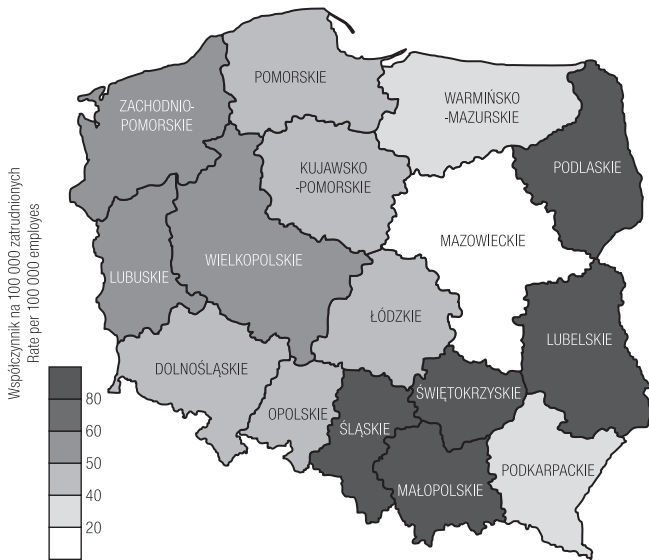 POMORSKIE
ZACHODNIO-
POMORSKIE
WARMIŃSKO
-MAZURSKIE
KUJAWSKO
-POMORSKIE
PODLASKIE
MAZOWIECKIE
WIELKOPOLSKIE
LUBUSKIE
ŁÓDZKIE
LUBELSKIE
DOLNOŚLĄSKIE
OPOLSKIE
ŚLĄSKIE
ŚWIĘTOKRZYSKIE
MAŁOPOLSKIE
PODKARPACKIE
Współczynnik na 100 000 zatrudnionych
Rate per 100 000 employes
80
60
50
40
20